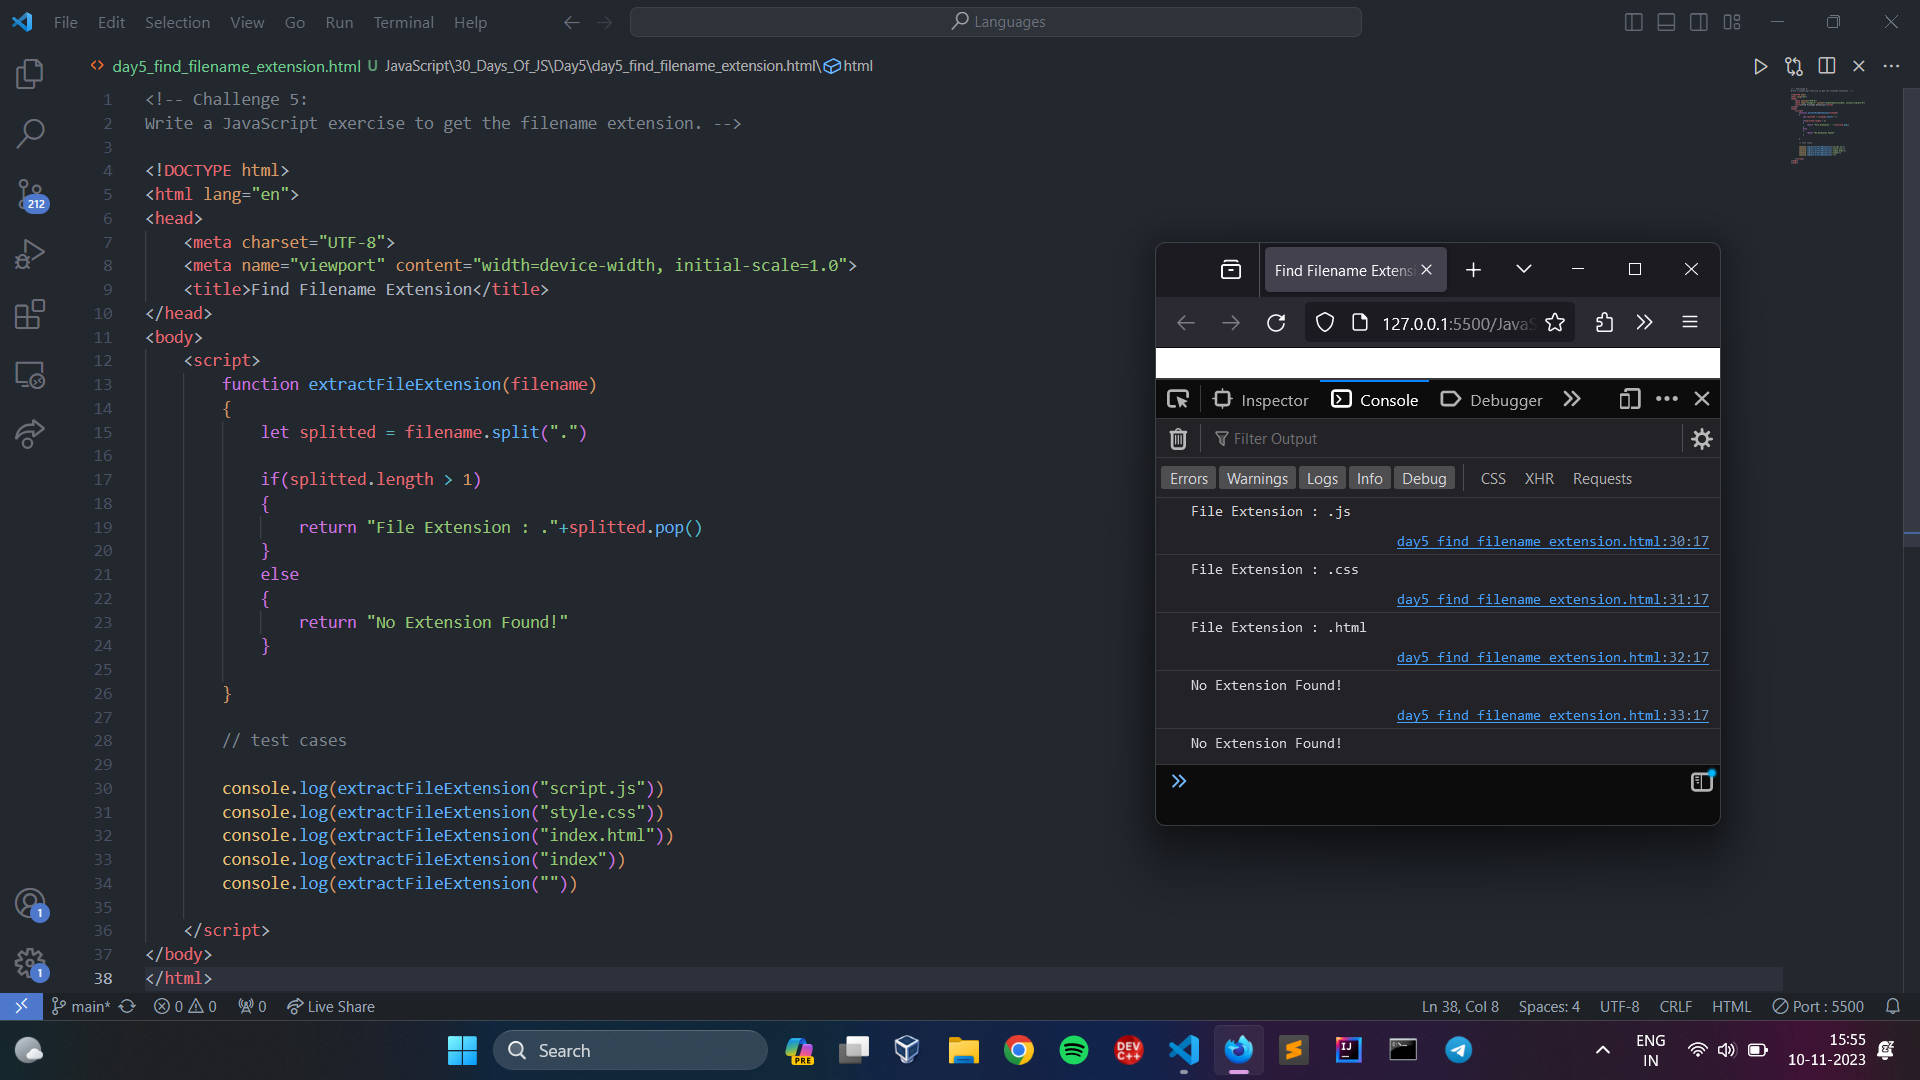 File Edit Selection View Go Run Terminal Help
Languages
day5_find_filename_extension.html U JavaScript\30_Days_Of_JS\Day5\day5_find_filename_extension.html\html
1 <!-- Challenge 5:
2 Write a JavaScript exercise to get the filename extension. -->
3
4 <!DOCTYPE html>
5 <html lang="en">
6 <head>
7 <meta charset="UTF-8">
8 <meta name="viewport" content="width=device-width, initial-scale=1.0">
9 <title>Find Filename Extension</title>
10 </head>
11 <body>
12 <script>
13 function extractFileExtension(filename)
14 {
15 let splitted = filename.split(".")
16
17 if(splitted.length > 1)
18 {
19 return "File Extension : ."+splitted.pop()
20 }
21 else
22 {
23 return "No Extension Found!"
24 }
25
26 }
27
28 // test cases
29
30 console.log(extractFileExtension("script.js"))
31 console.log(extractFileExtension("style.css"))
32 console.log(extractFileExtension("index.html"))
33 console.log(extractFileExtension("index"))
34 console.log(extractFileExtension(""))
35
36 </script>
37 </body>
38 </html>
212
1
1
Find Filename Extensi
127.0.0.1:5500/JavaS
Inspector Console Debugger
Filter Output
Errors Warnings Logs Info Debug CSS XHR Requests
File Extension : .js
day5_find_filename_extension.html:30:17
File Extension : .css
day5_find_filename_extension.html:31:17
File Extension : .html
day5_find_filename_extension.html:32:17
No Extension Found!
day5_find_filename_extension.html:33:17
No Extension Found!
main* 0 0 0 Live Share
Ln 38, Col 8 Spaces: 4 UTF-8 CRLF HTML Port : 5500
Search
PRE
DEV C++
IJ
ENG
IN
15:55
10-11-2023